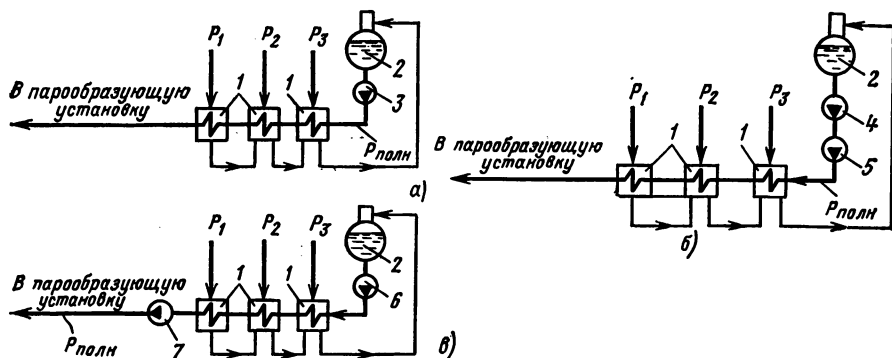 P₁ P₂ P₃
1 1 2
3
В парообразующую
установку
Pполн
а)
P₁ P₂ P₃
1 1 2
4
5
В парообразующую
установку
Pполн
б)
P₁ P₂ P₃
1 1 2
6
В парообразующую
установку
Pполн
7
в)